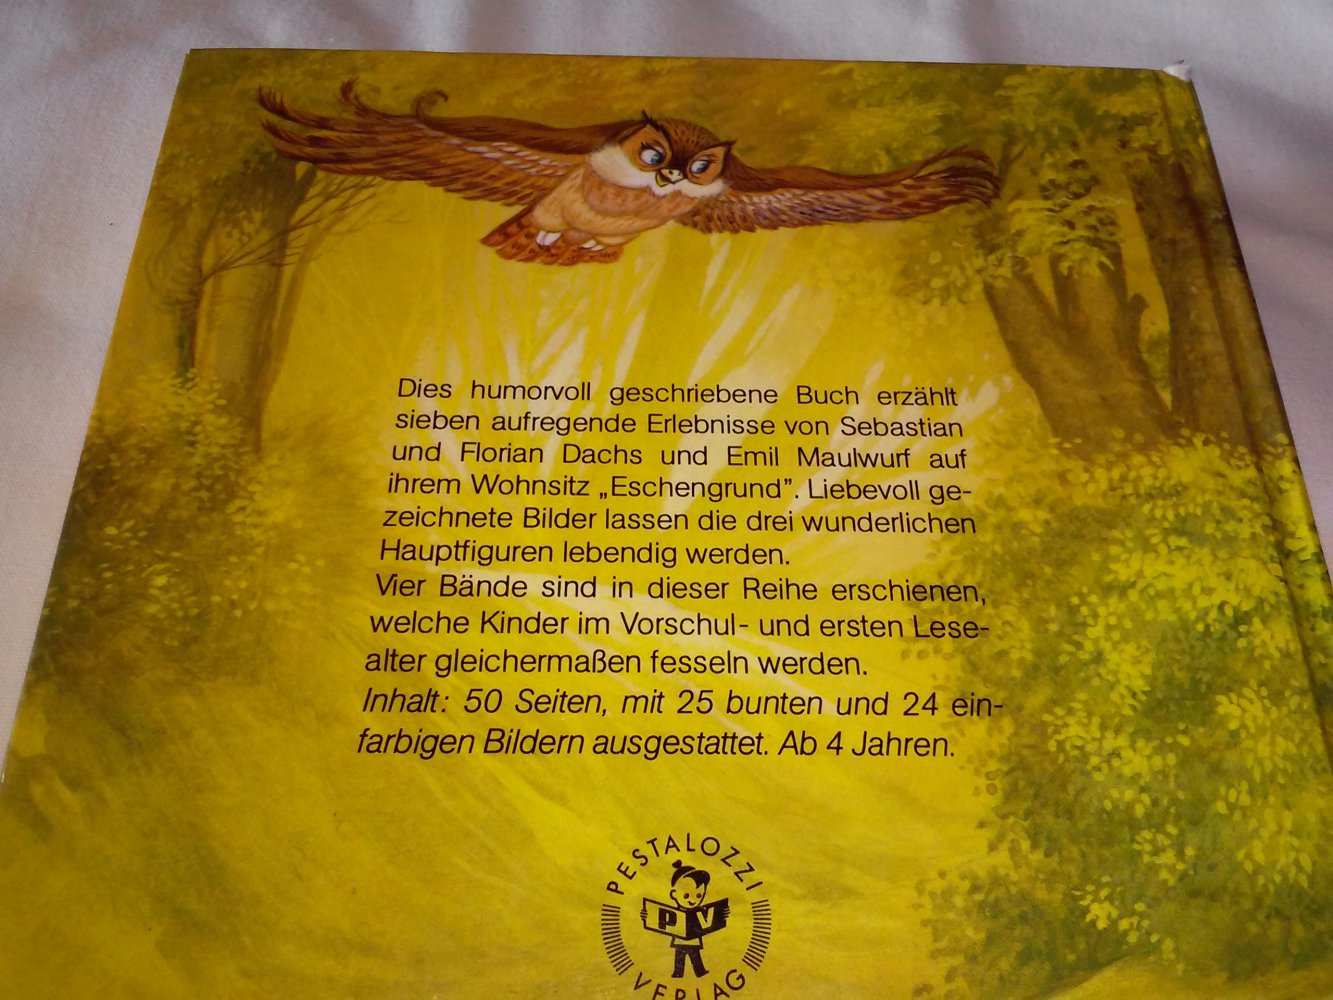 Dies humorvoll geschriebene Buch erzählt
sieben aufregende Erlebnisse von Sebastian
und Florian Dachs und Emil Maulwurf auf
ihrem Wohnsitz „Eschengrund”. Liebevoll ge-
zeichnete Bilder lassen die drei wunderlichen
Hauptfiguren lebendig werden.
Vier Bände sind in dieser Reihe erschienen,
welche Kinder im Vorschul- und ersten Lese-
alter gleichermaßen fesseln werden.
Inhalt: 50 Seiten, mit 25 bunten und 24 ein-
farbigen Bildern ausgestattet. Ab 4 Jahren.
PESTALOZZI
P V
VERLAG